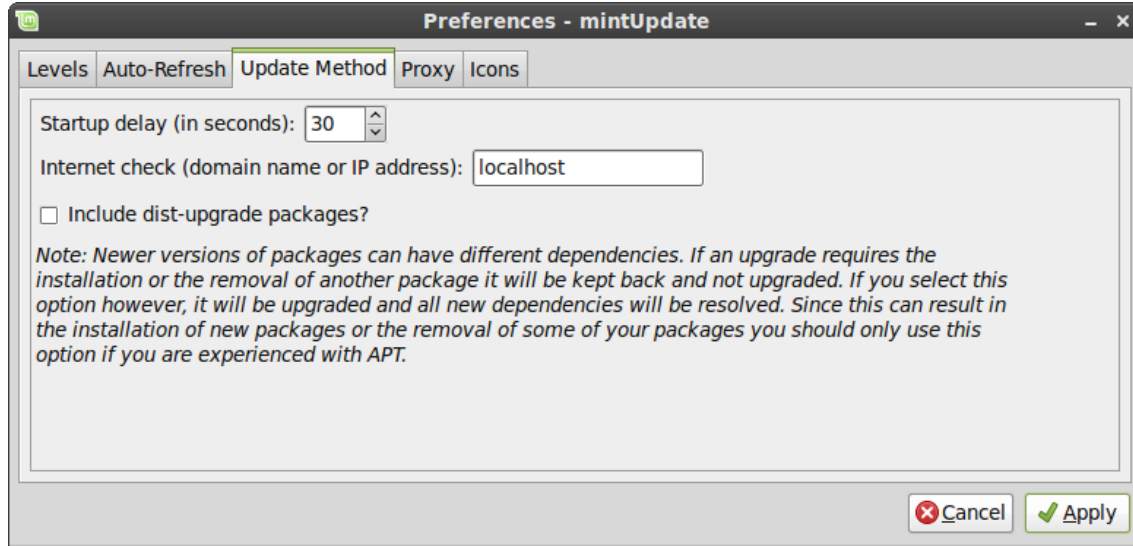 Preferences - mintUpdate
Levels Auto-Refresh Update Method Proxy Icons
Startup delay (in seconds): 30
Internet check (domain name or IP address): localhost
Include dist-upgrade packages?
Note: Newer versions of packages can have different dependencies. If an upgrade requires the
installation or the removal of another package it will be kept back and not upgraded. If you select this
option however, it will be upgraded and all new dependencies will be resolved. Since this can result in
the installation of new packages or the removal of some of your packages you should only use this
option if you are experienced with APT.
Cancel Apply